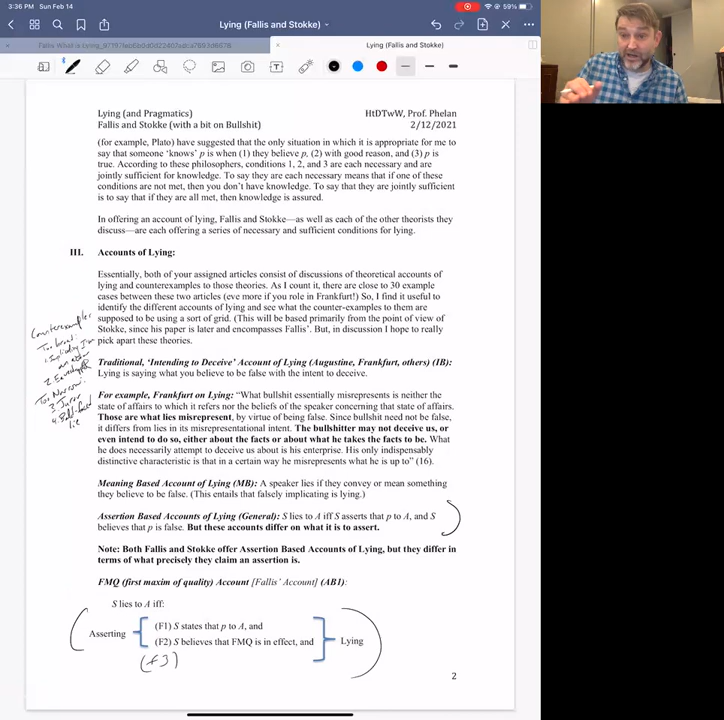 3:36 PM Sun Feb 14
Lying (Fallis and Stokke)
59%
Lying (Fallis and Stokke)
Lying (and Pragmatics)
HtDTwW, Prof. Phelan
Fallis and Stokke (with a bit on Bullshit)
2/12/2021
(for example, Plato) have suggested that the only situation in which it is appropriate for me to
say that someone ‘knows’ p is when (1) they believe p, (2) with good reason, and (3) p is
true. According to these philosophers, conditions 1, 2, and 3 are each necessary and are
jointly sufficient for knowledge. To say they are each necessary means that if one of these
conditions are not met, then you don’t have knowledge. To say that they are jointly sufficient
is to say that if they are all met, then knowledge is assured.
In offering an account of lying, Fallis and Stokke—as well as each of the other theorists they
discuss—are each offering a series of necessary and sufficient conditions for lying.
III. Accounts of Lying:
Essentially, both of your assigned articles consist of discussions of theoretical accounts of
lying and counterexamples to those theories. As I count it, there are close to 30 example
cases between these two articles (eve more if you role in Frankfurt!) So, I find it useful to
identify the different accounts of lying and see what the counter-examples to them are
supposed to be using a sort of grid. (This will be based primarily from the point of view of
Stokke, since his paper is later and encompasses Fallis’. But, in discussion I hope to really
pick apart these theories.
Counterexamples
Too broad:
1. Implying I'm
an actor
Too Narrow:
4. Bald-faced
lie
Traditional, ‘Intending to Deceive’ Account of Lying (Augustine, Frankfurt, others) (IB):
Lying is saying what you believe to be false with the intent to deceive.
For example, Frankfurt on Lying: “What bullshit essentially misrepresents is neither the
state of affairs to which it refers nor the beliefs of the speaker concerning that state of affairs.
Those are what lies misrepresent, by virtue of being false. Since bullshit need not be false,
it differs from lies in its misrepresentational intent. The bullshitter may not deceive us, or
even intend to do so, either about the facts or about what he takes the facts to be. What
he does necessarily attempt to deceive us about is his enterprise. His only indispensably
distinctive characteristic is that in a certain way he misrepresents what he is up to” (16).
Meaning Based Account of Lying (MB): A speaker lies if they convey or mean something
they believe to be false. (This entails that falsely implicating is lying.)
Assertion Based Accounts of Lying (General): S lies to A iff S asserts that p to A, and S
believes that p is false. But these accounts differ on what it is to assert.
Note: Both Fallis and Stokke offer Assertion Based Accounts of Lying, but they differ in
terms of what precisely they claim an assertion is.
FMQ (first maxim of quality) Account [Fallis’ Account] (AB1):
S lies to A iff:
(F1) S states that p to A, and
Asserting
Lying
(F2) S believes that FMQ is in effect, and
(F3)
2